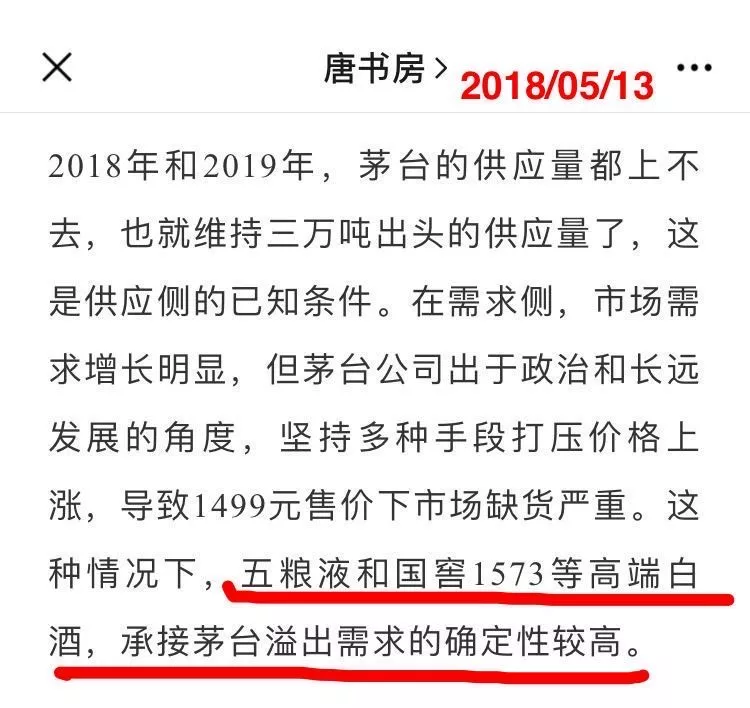 唐书房
2018/05/13
2018年和2019年，茅台的供应量都上不
去，也就维持三万吨出头的供应量了，这
是供应侧的已知条件。在需求侧，市场需
求增长明显，但茅台公司出于政治和长远
发展的角度，坚持多种手段打压价格上
涨，导致1499元售价下市场缺货严重。这
种情况下，五粮液和国窖1573等高端白
酒，承接茅台溢出需求的确定性较高。